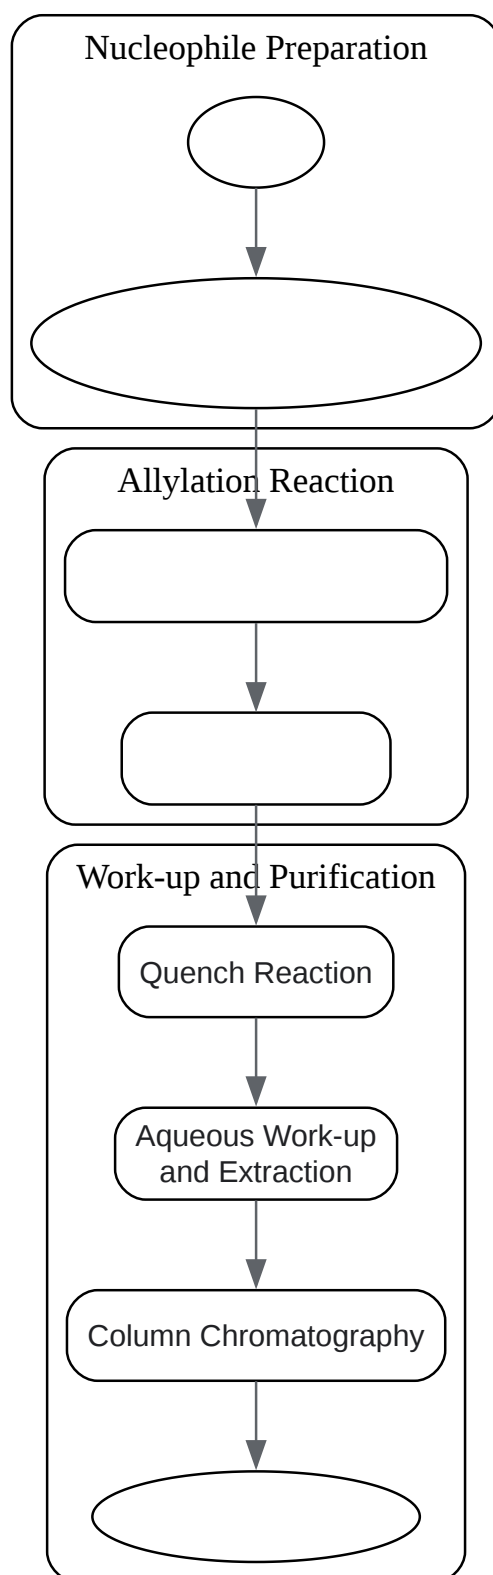 Nucleophile Preparation
Allylation Reaction
Work-up and Purification
Quench Reaction
Aqueous Work-up
and Extraction
Column Chromatography